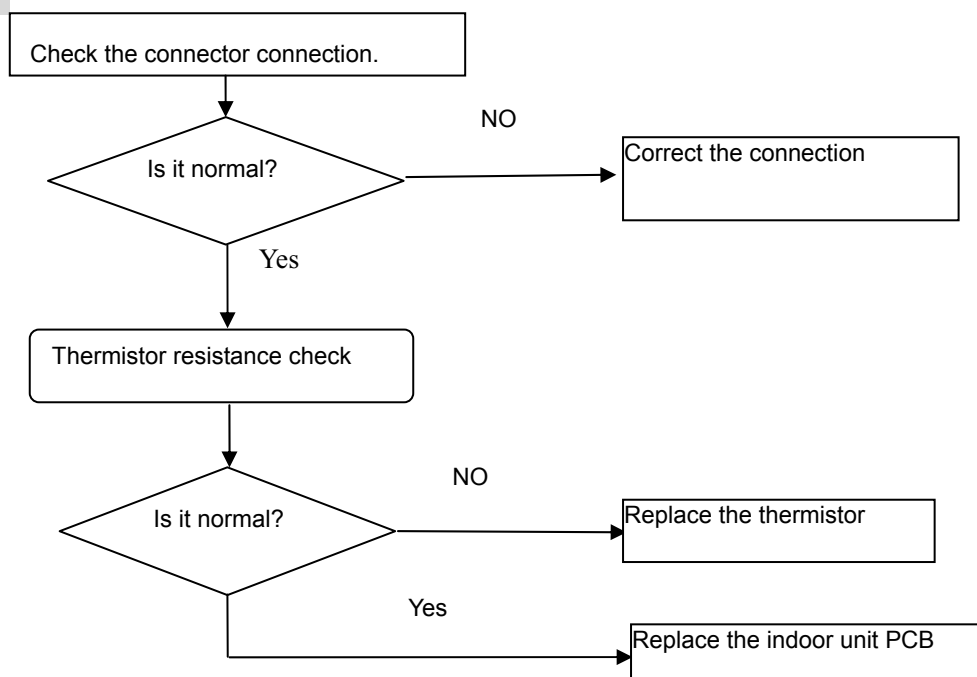 Check the connector connection.
NO
Is it normal?
Correct the connection
Yes
Thermistor resistance check
NO
Is it normal?
Replace the thermistor
Yes
Replace the indoor unit PCB